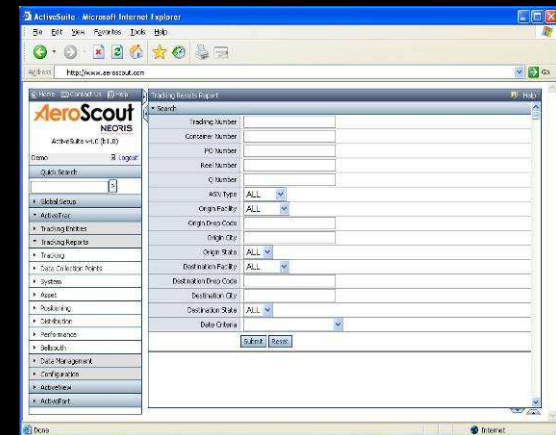 ActiveSuite - Microsoft Internet Explorer
File Edit View Favorites Tools Help
Address http://www.aeroscout.com Go
Home Contact Us Help
Tracking Results Report Help
AeroScout
NEORIS
ActiveSuite v4.0 (b1.0)
Demo Logout
Quick Search
Global Setup
ActiveTrac
Tracking Entities
Tracking Reports
Tracking
Data Collection Points
System
Asset
Positioning
Distribution
Performance
Bellsouth
Data Management
Configuration
ActiveView
ActivePort
Search
Tracking Number
Container Number
PO Number
Reel Number
Q Number
ASN Type ALL
Origin Facility ALL
Origin Drop Code
Origin City
Origin State ALL
Destination Facility ALL
Destination Drop Code
Destination City
Destination State ALL
Date Criteria
Submit Reset
Done Internet